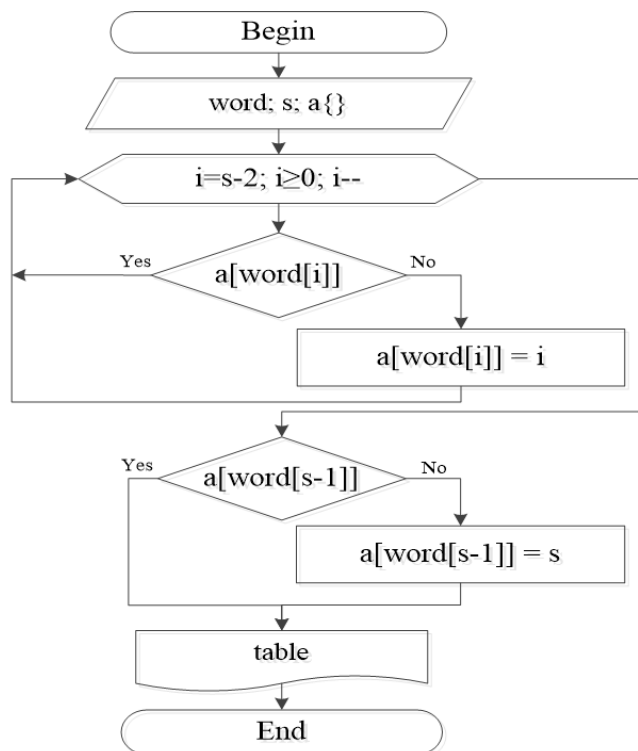 Begin
word; s; a{}
i=s-2; i≥0; i--
Yes
a[word[i]]
No
a[word[i]] = i
Yes
a[word[s-1]]
No
a[word[s-1]] = s
table
End